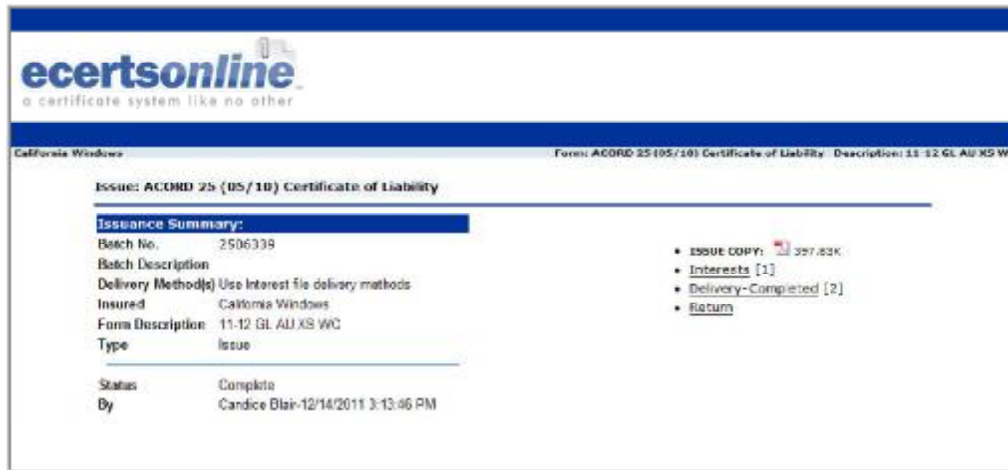 ecertsonline
a certificate system like no other
California Windows
Form: ACORD 25 (05/10) Certificate of Liability Description: 11-12 GL AU XS W
Issue: ACORD 25 (05/10) Certificate of Liability
Issuance Summary:
Batch No. 2506339
Batch Description
Delivery Method(s) Use Interest file delivery methods
Insured California Windows
Form Description 11-12 GL AU XS WC
Type Issue
Status Complete
By Candice Blair-12/14/2011 3:13:46 PM
• ISSUE COPY: 397.83K
• Interests [1]
• Delivery-Completed [2]
• Return